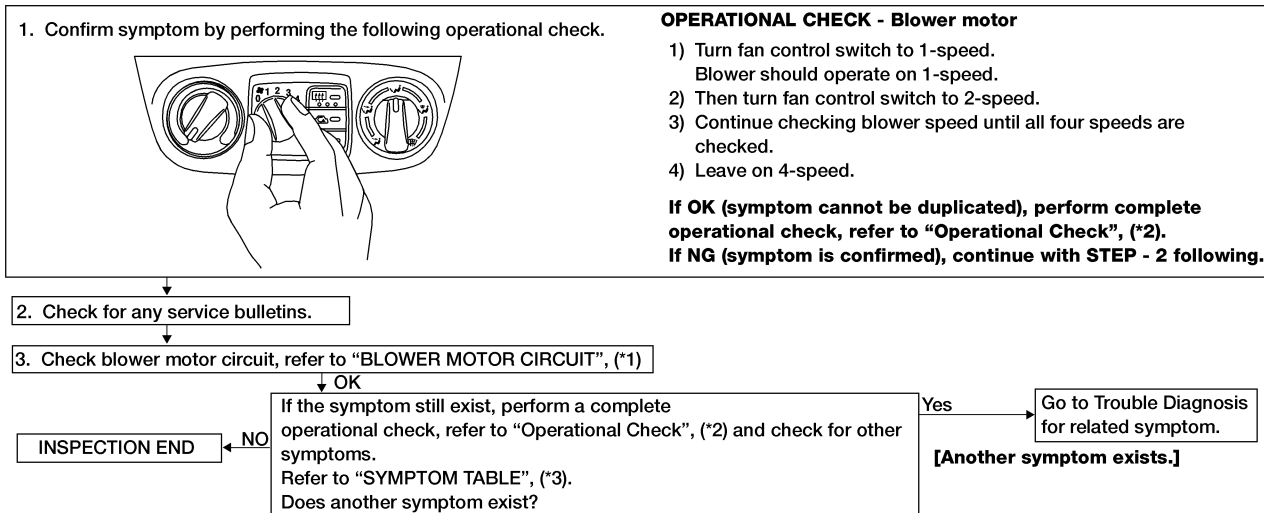 1. Confirm symptom by performing the following operational check.
0 1 2 3 4
OPERATIONAL CHECK - Blower motor
1) Turn fan control switch to 1-speed.
Blower should operate on 1-speed.
2) Then turn fan control switch to 2-speed.
3) Continue checking blower speed until all four speeds are
checked.
4) Leave on 4-speed.
If OK (symptom cannot be duplicated), perform complete
operational check, refer to “Operational Check”, (*2).
If NG (symptom is confirmed), continue with STEP - 2 following.
2. Check for any service bulletins.
3. Check blower motor circuit, refer to “BLOWER MOTOR CIRCUIT”, (*1)
OK
If the symptom still exist, perform a complete
operational check, refer to “Operational Check”, (*2) and check for other
symptoms.
Refer to “SYMPTOM TABLE”, (*3).
Does another symptom exist?
NO
INSPECTION END
Yes
Go to Trouble Diagnosis
for related symptom.
[Another symptom exists.]